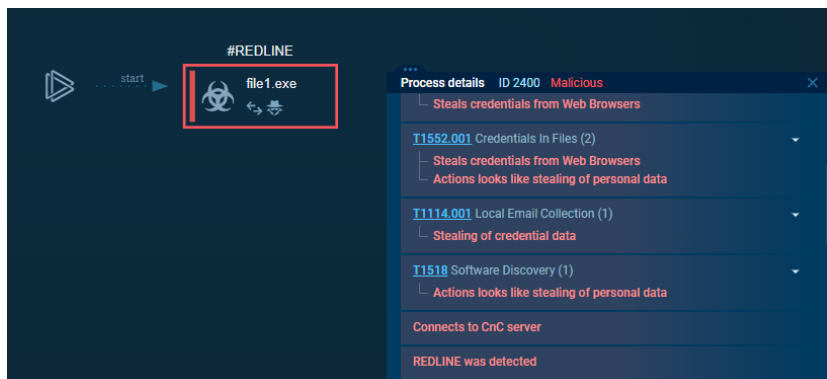 #REDLINE
start
file1.exe
Process details ID 2400 Malicious
Steals credentials from Web Browsers
T1552.001 Credentials In Files (2)
Steals credentials from Web Browsers
Actions looks like stealing of personal data
T1114.001 Local Email Collection (1)
Stealing of credential data
T1518 Software Discovery (1)
Actions looks like stealing of personal data
Connects to CnC server
REDLINE was detected